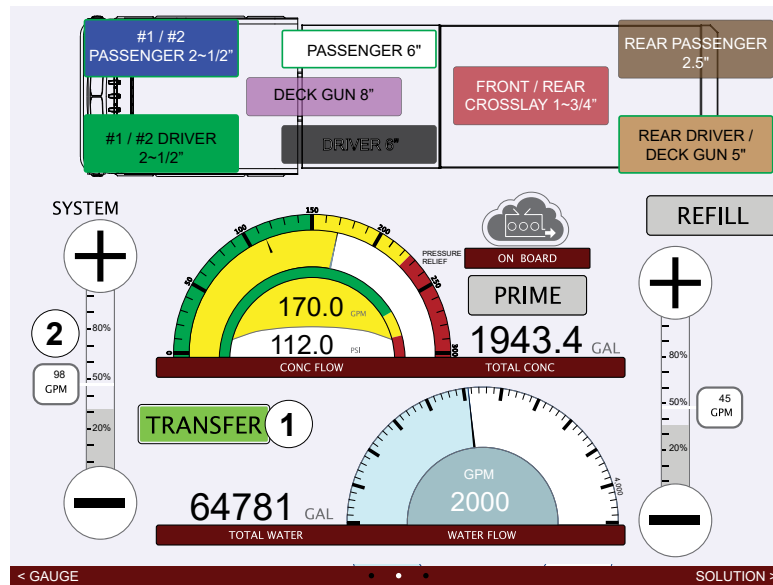 #1 / #2
PASSENGER 2~1/2"
PASSENGER 6"
REAR PASSENGER
2.5"
DECK GUN 8"
FRONT / REAR
CROSSLAY 1~3/4"
#1 / #2 DRIVER
2~1/2"
DRIVER 6"
REAR DRIVER /
DECK GUN 5"
SYSTEM
REFILL
0
50
100
150
200
250
300
PRESSURE
RELIEF
ON BOARD
PRIME
170.0 GPM
112.0 PSI
1943.4 GAL
CONC FLOW
TOTAL CONC
2
80%
98
GPM
50%
20%
80%
50%
45
GPM
20%
TRANSFER
1
4,000
GPM
2000
64781 GAL
TOTAL WATER
WATER FLOW
< GAUGE
SOLUTION >